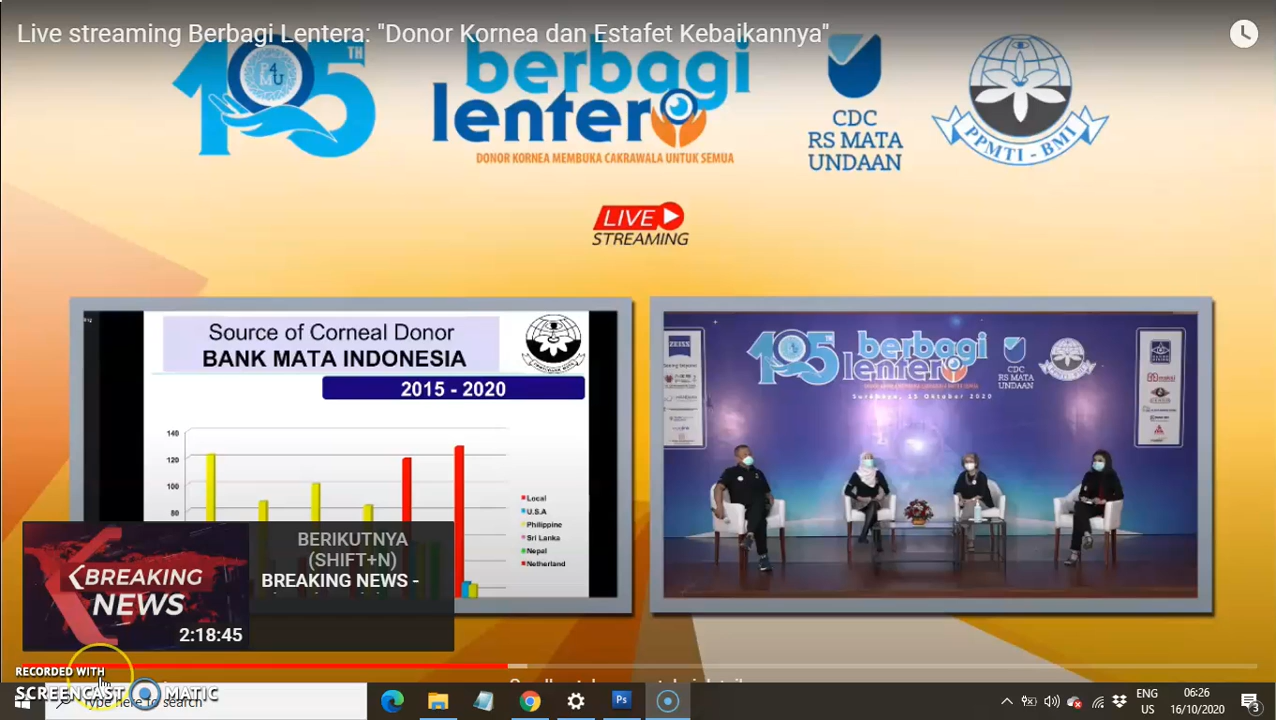 Live streaming Berbagi Lentera: "Donor Kornea dan Estafet Kebaikannya"
105TH
P4MU
berbagi
lentera
DONOR KORNEA MEMBUKA CAKRAWALA UNTUK SEMUA
CDC
RS MATA
UNDAAN
PPMTI - BMI
LIVE
STREAMING
Source of Corneal Donor
BANK MATA INDONESIA
2015 - 2020
140
120
100
80
Local
U.S.A
Philippine
Sri Lanka
Nepal
Netherland
ZEISS
105TH
berbagi
lentera
CDC
RS MATA
UNDAAN
Surabaya, 15 Oktober 2020
BERIKUTNYA
(SHIFT+N)
BREAKING NEWS -
BREAKING
NEWS
2:18:45
RECORDED WITH
SCREENCAST MATIC
Type here to search
Ps
ENG
US
06:26
16/10/2020
3